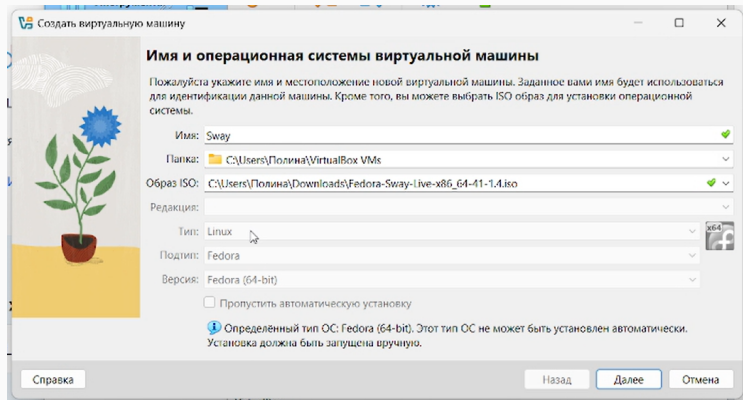 Создать виртуальную машину
Имя и операционная системы виртуальной машины
Пожалуйста укажите имя и местоположение новой виртуальной машины. Заданное вами имя будет использоваться
для идентификации данной машины. Кроме того, вы можете выбрать ISO образ для установки операционной
системы.
Имя: Sway
Папка: C:\Users\Полина\VirtualBox VMs
Образ ISO: C:\Users\Полина\Downloads\Fedora-Sway-Live-x86_64-41-1.4.iso
Редакция:
Тип: Linux
x64
Подтип: Fedora
Версия: Fedora (64-bit)
Пропустить автоматическую установку
Определённый тип ОС: Fedora (64-bit). Этот тип ОС не может быть установлен автоматически.
Установка должна быть запущена вручную.
Справка Назад Далее Отмена